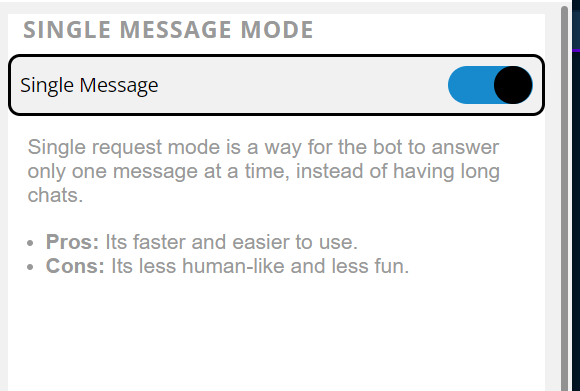 SINGLE MESSAGE MODE
Single Message
Single request mode is a way for the bot to answer
only one message at a time, instead of having long
chats.
• Pros: Its faster and easier to use.
• Cons: Its less human-like and less fun.